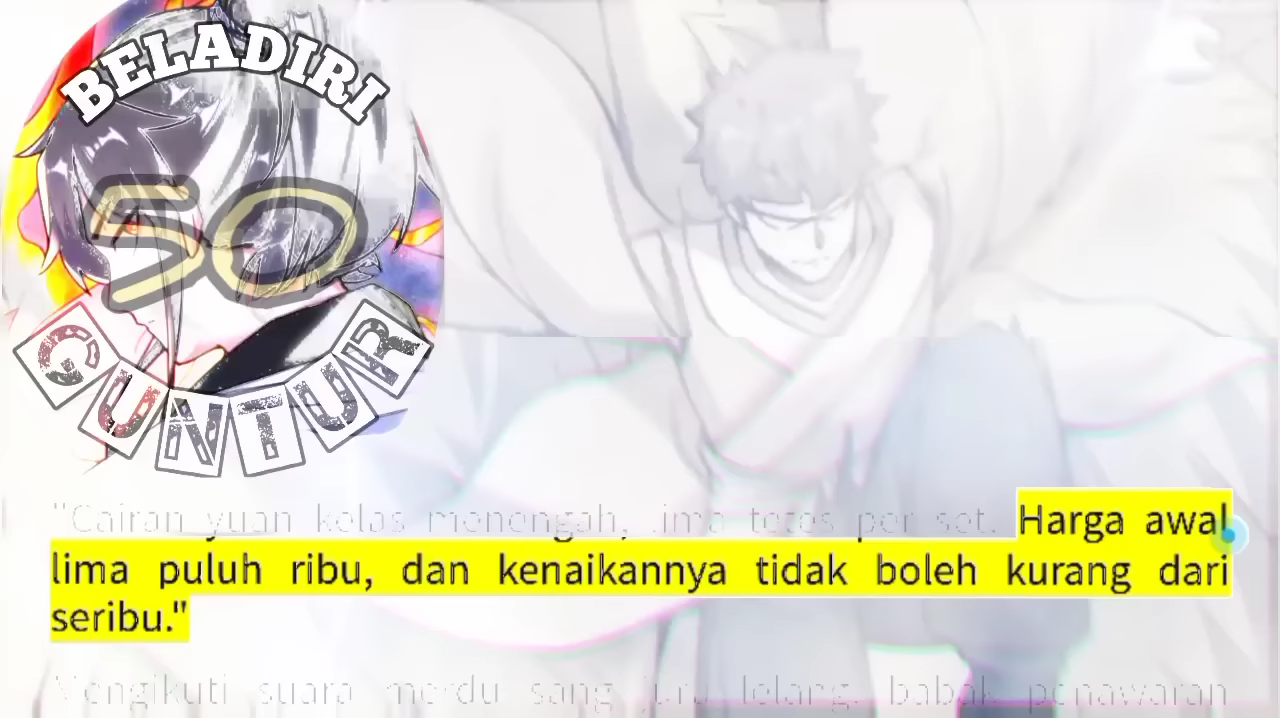 BELADIRI
50
GUNTUR
"Cairan yuan kelas menengah, lima tetes per set. Harga awal
lima puluh ribu, dan kenaikannya tidak boleh kurang dari
seribu."
Mengikuti suara merdu sang juru lelang, babak penawaran